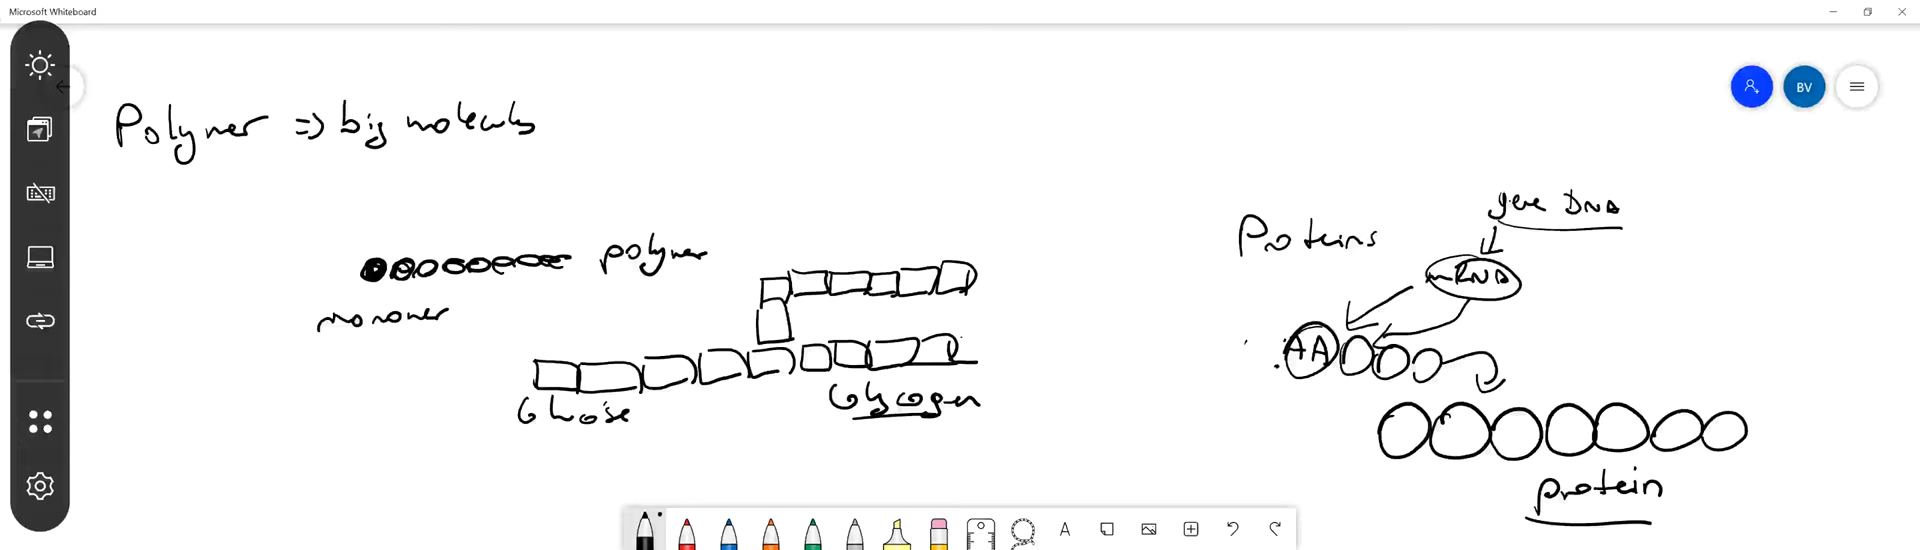 Microsoft Whiteboard
BV
Polymer => big molecules
polymer
monomer
Glucose
Glycogen
Proteins
gene DNA
mRNA
AA
protein
A